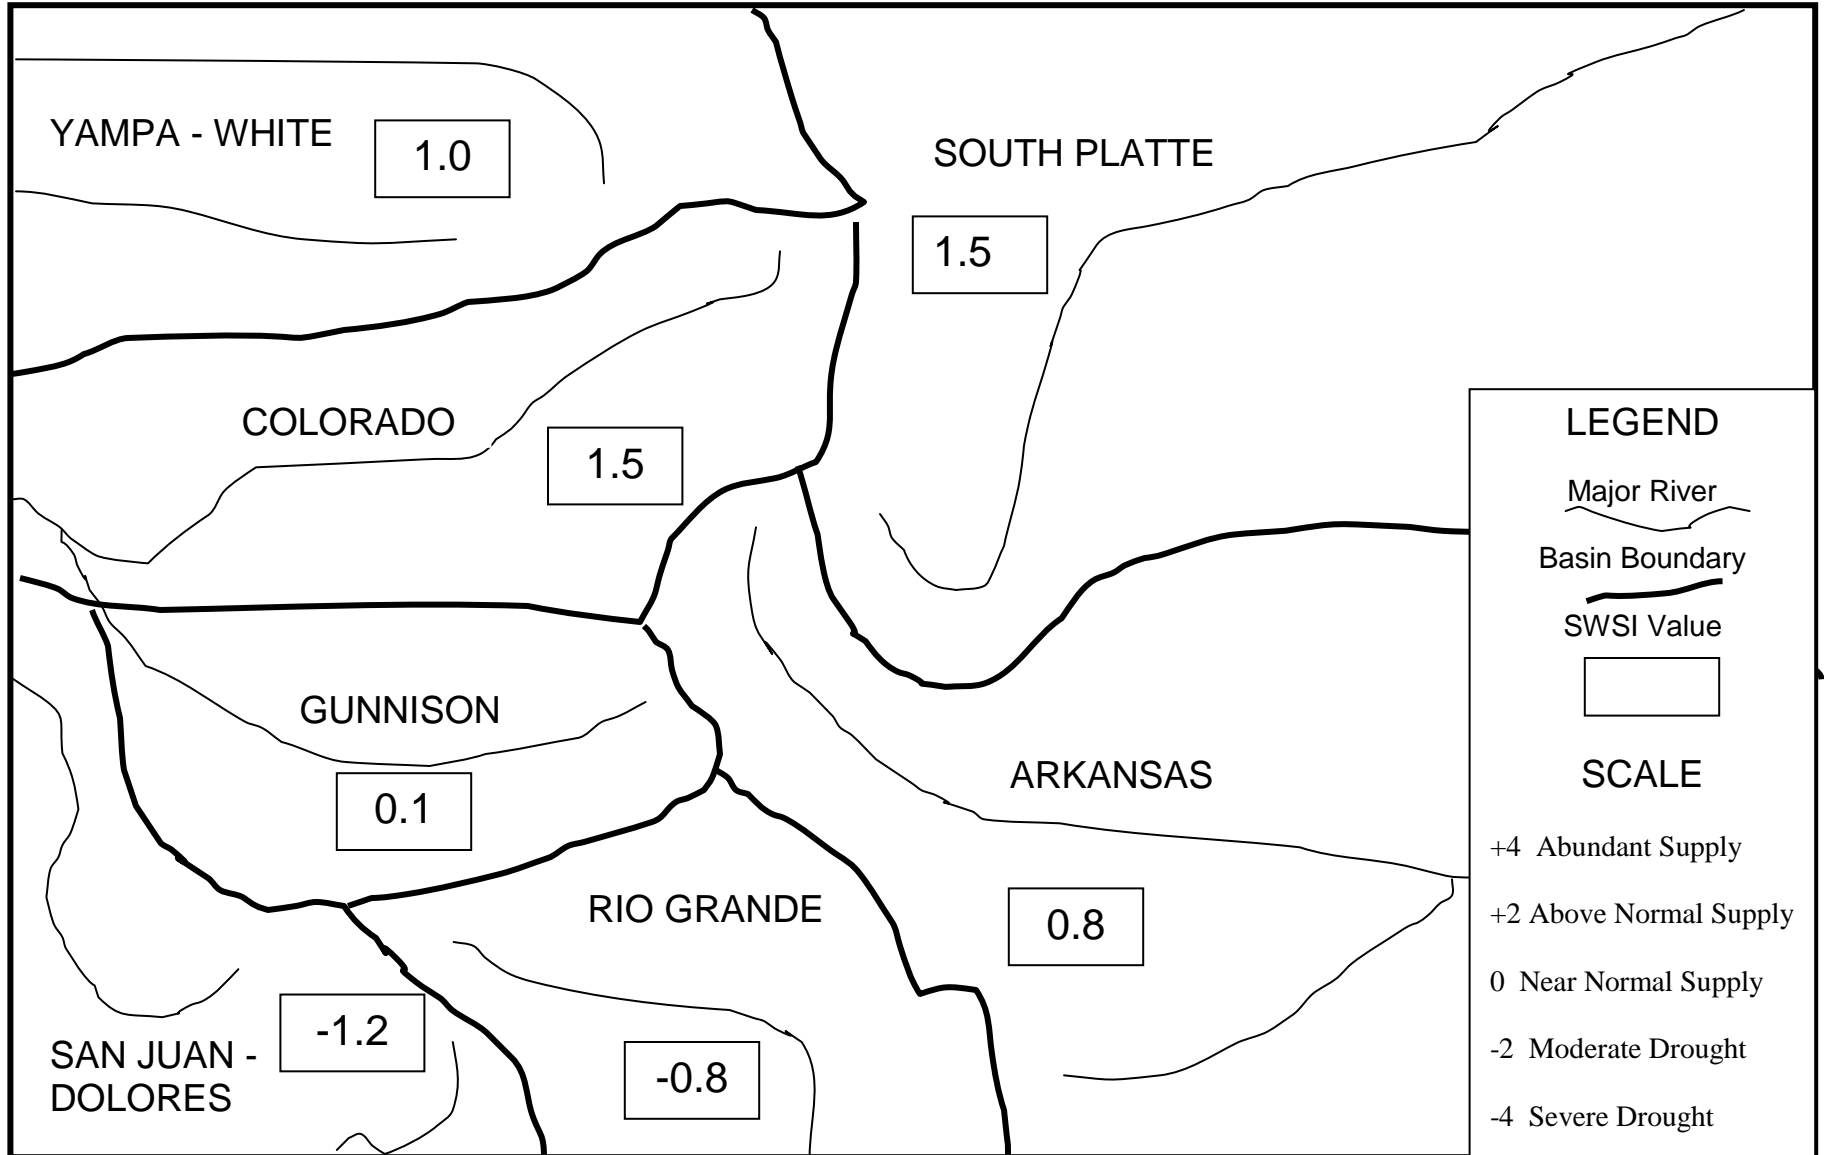 YAMPA - WHITE
1.0
SOUTH PLATTE
1.5
COLORADO
1.5
GUNNISON
0.1
ARKANSAS
0.8
RIO GRANDE
-0.8
SAN JUAN -
DOLORES
-1.2
LEGEND
Major River
Basin Boundary
SWSI Value
SCALE
+4 Abundant Supply
+2 Above Normal Supply
0 Near Normal Supply
-2 Moderate Drought
-4 Severe Drought